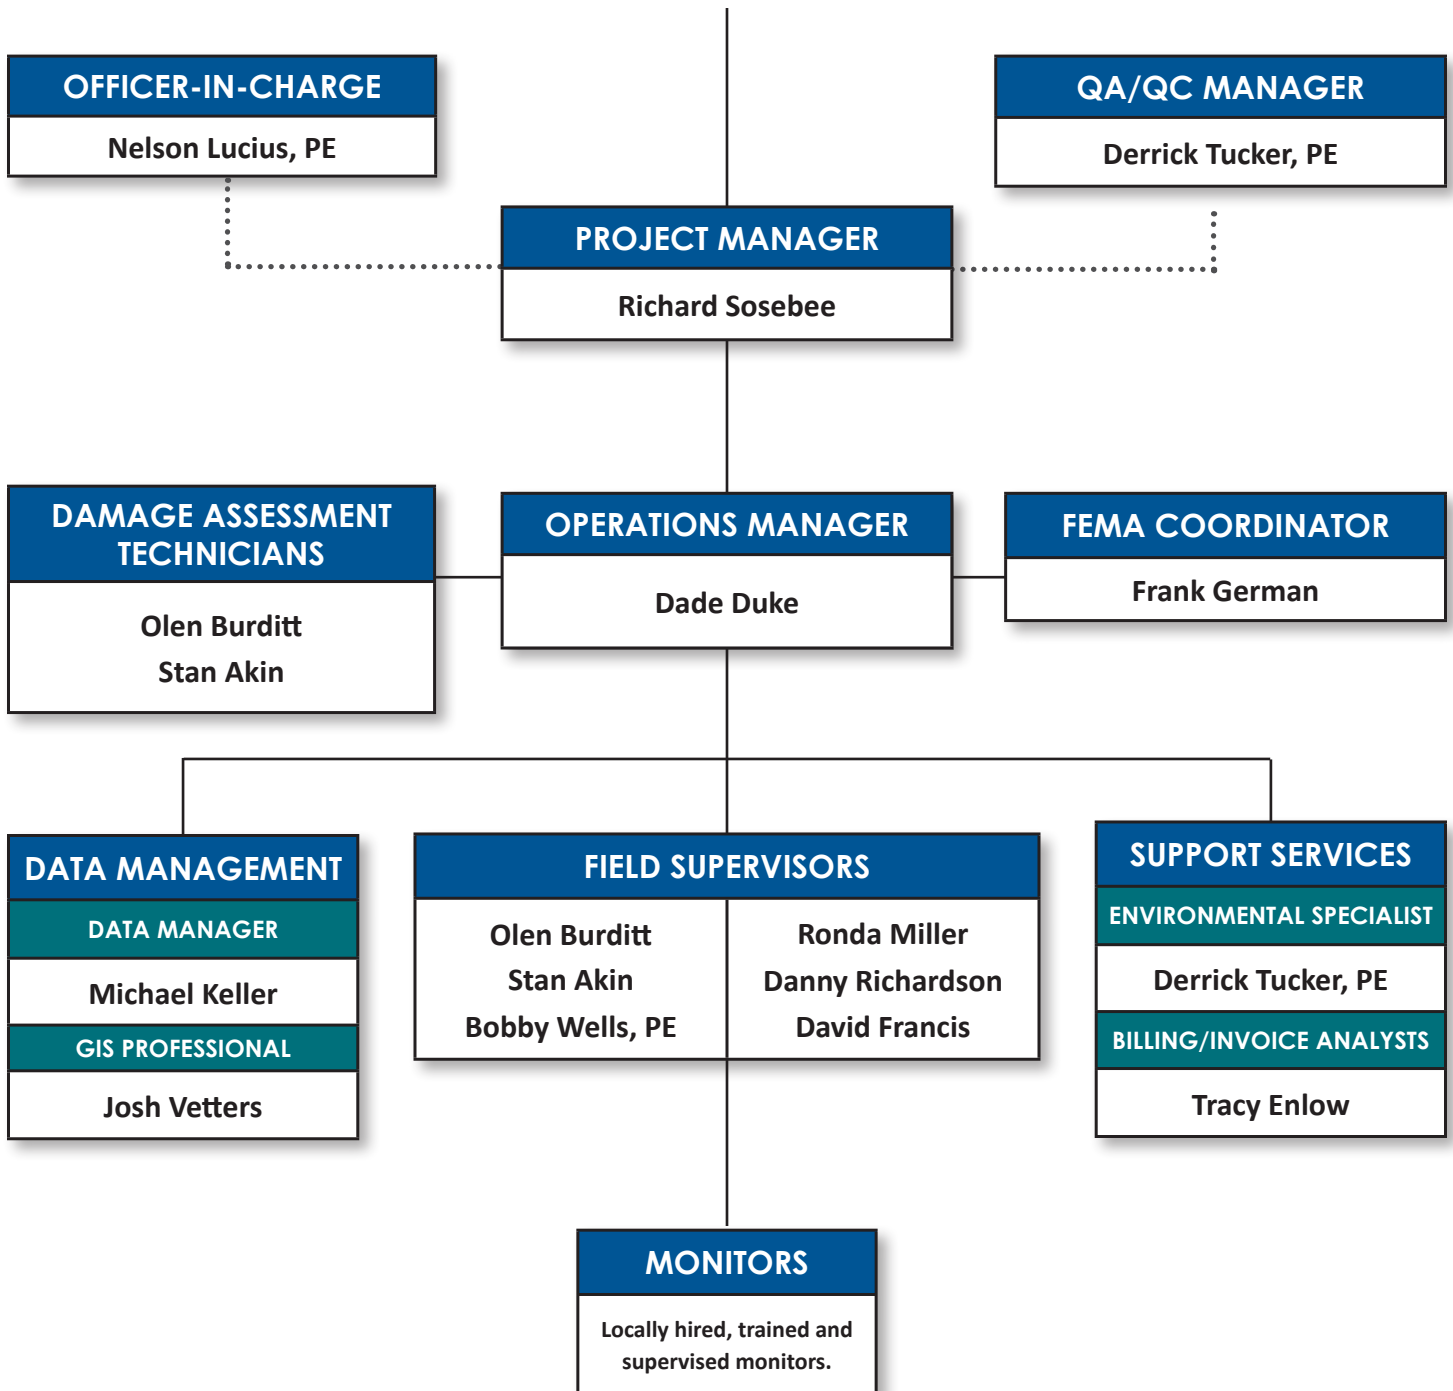 OFFICER-IN-CHARGE
Nelson Lucius, PE
QA/QC MANAGER
Derrick Tucker, PE
PROJECT MANAGER
Richard Sosebee
DAMAGE ASSESSMENT
TECHNICIANS
Olen Burditt
Stan Akin
OPERATIONS MANAGER
Dade Duke
FEMA COORDINATOR
Frank German
DATA MANAGEMENT
DATA MANAGER
Michael Keller
GIS PROFESSIONAL
Josh Vetters
FIELD SUPERVISORS
Olen Burditt
Stan Akin
Bobby Wells, PE
Ronda Miller
Danny Richardson
David Francis
SUPPORT SERVICES
ENVIRONMENTAL SPECIALIST
Derrick Tucker, PE
BILLING/INVOICE ANALYSTS
Tracy Enlow
MONITORS
Locally hired, trained and
supervised monitors.